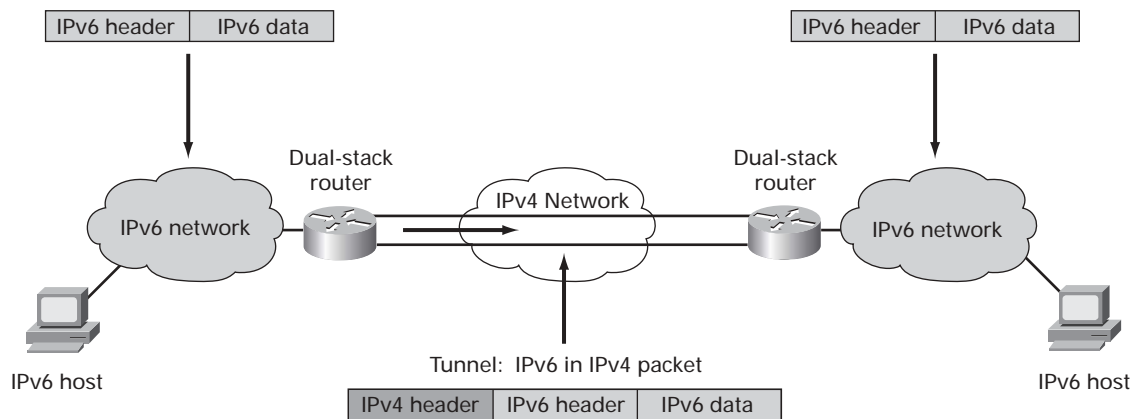 IPv6 header IPv6 data
IPv6 header IPv6 data
Dual-stack
router
Dual-stack
router
IPv6 network
IPv4 Network
IPv6 network
IPv6 host
Tunnel: IPv6 in IPv4 packet
IPv6 host
IPv4 header IPv6 header IPv6 data